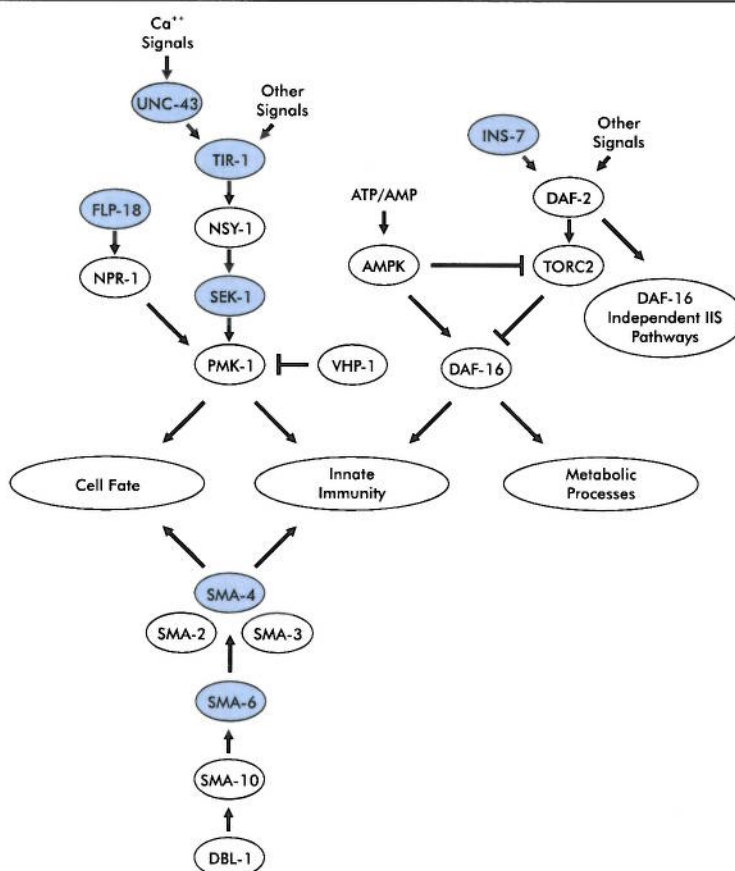 Ca++
Signals
UNC-43
Other
Signals
TIR-1
INS-7
Other
Signals
FLP-18
NSY-1
ATP/AMP
DAF-2
NPR-1
SEK-1
AMPK
TORC2
DAF-16
Independent IIS
Pathways
PMK-1
VHP-1
DAF-16
Cell Fate
Innate
Immunity
Metabolic
Processes
SMA-4
SMA-2
SMA-3
SMA-6
SMA-10
DBL-1